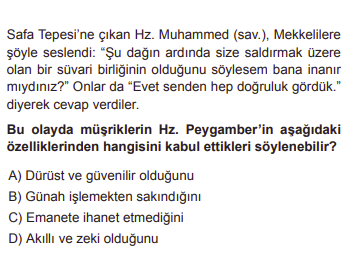 Safa Tepesi'ne çıkan Hz. Muhammed (sav.), Mekkelilere
şöyle seslendi: “Şu dağın ardında size saldırmak üzere
olan bir süvari birliğinin olduğunu söylesem bana inanır
mıydınız?” Onlar da “Evet senden hep doğruluk gördük.”
diyerek cevap verdiler.
Bu olayda müşriklerin Hz. Peygamber'in aşağıdaki
özelliklerinden hangisini kabul ettikleri söylenebilir?
A) Dürüst ve güvenilir olduğunu
B) Günah işlemekten sakındığını
C) Emanete ihanet etmediğini
D) Akıllı ve zeki olduğunu